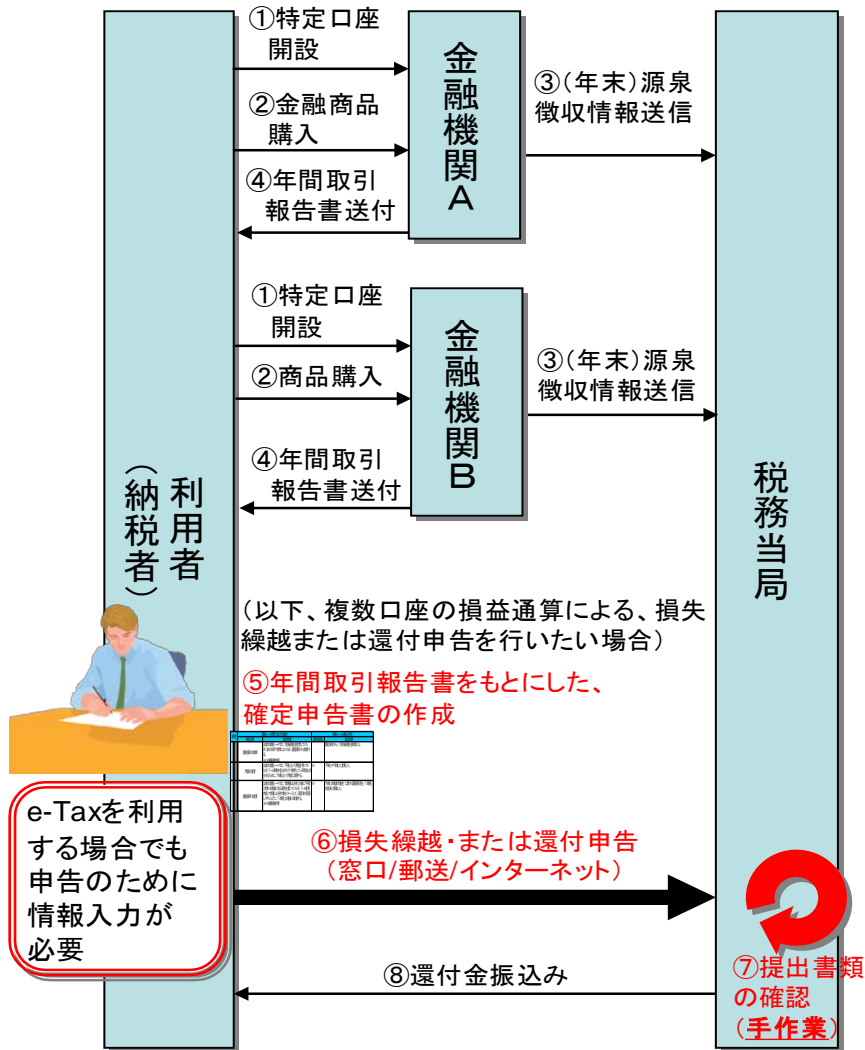 ①特定口座
開設
②金融商品
購入
④年間取引
報告書送付
金融機関A
③(年末)源泉
徴収情報送信
①特定口座
開設
②商品購入
④年間取引
報告書送付
金融機関B
③(年末)源泉
徴収情報送信
利用者
(納税者)
税務当局
(以下、複数口座の損益通算による、損失
繰越または還付申告を行いたい場合)
⑤年間取引報告書をもとにした、
確定申告書の作成
e-Taxを利用
する場合でも
申告のために
情報入力が
必要
⑥損失繰越・または還付申告
(窓口/郵送/インターネット)
⑦提出書類
の確認
(手作業)
⑧還付金振込み